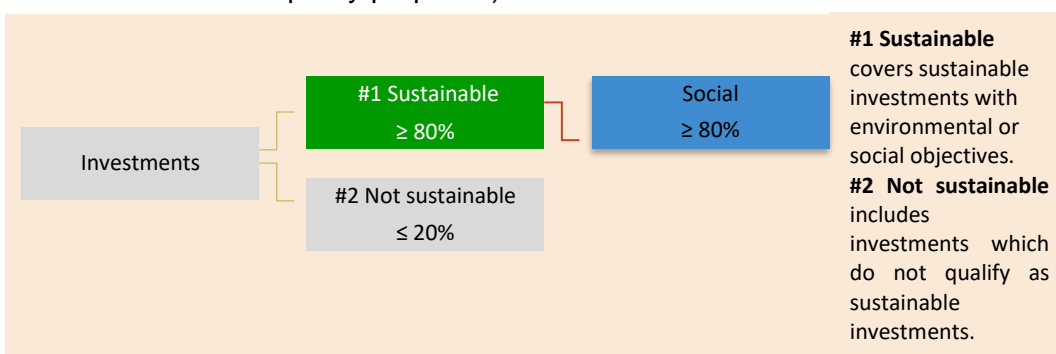 Investments
#1 Sustainable
≥ 80%
Social
≥ 80%
#2 Not sustainable
≤ 20%
#1 Sustainable
covers sustainable
investments with
environmental or
social objectives.
#2 Not sustainable
includes
investments which
do not qualify as
sustainable
investments.